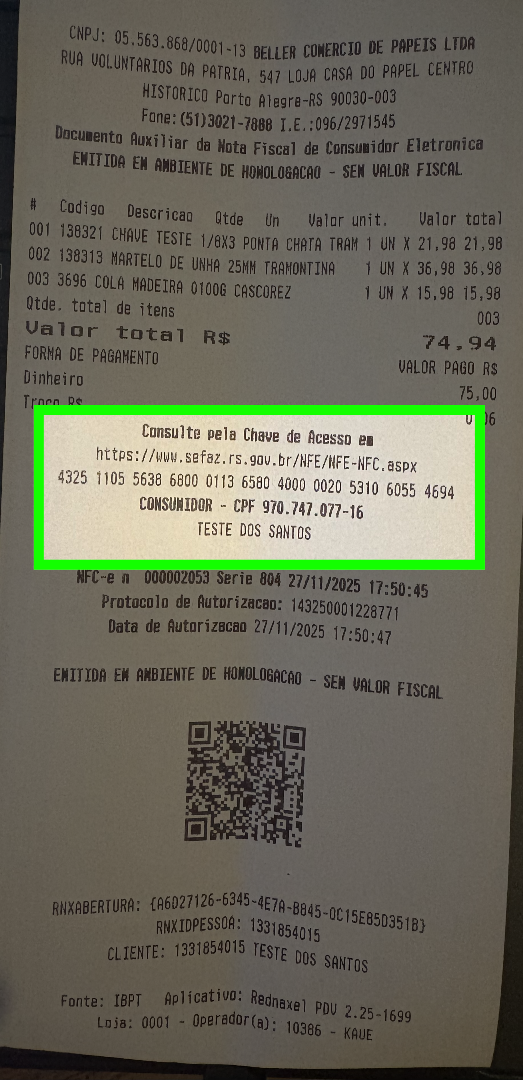 CNPJ: 05.563.868/0001-13 BELLER COMERCIO DE PAPEIS LTDA
RUA VOLUNTARIOS DA PATRIA, 547 LOJA CASA DO PAPEL CENTRO
HISTORICO Porto Alegre-RS 90030-003
Fone:(51)3021-7888 I.E.:096/2971545
Documento Auxiliar da Nota Fiscal de Consumidor Eletronica
EMITIDA EM AMBIENTE DE HOMOLOGACAO - SEM VALOR FISCAL
# Codigo Descricao Qtde Un Valor unit. Valor total
001 138321 CHAVE TESTE 1/8X3 PONTA CHATA TRAM 1 UN X 21,98 21,98
002 138313 MARTELO DE UNHA 25MM TRAMONTINA 1 UN X 36,98 36,98
003 3696 COLA MADEIRA 0100G CASCOREZ 1 UN X 15,98 15,98
Qtde. total de itens 003
Valor total R$ 74,94
FORMA DE PAGAMENTO VALOR PAGO R$
Dinheiro 75,00
Troco R$
Consulte pela Chave de Acesso em
https://www.sefaz.rs.gov.br/NFE/NFE-NFC.aspx
4325 1105 5638 6800 0113 6580 4000 0020 5310 6055 4694
CONSUMIDOR - CPF 970.747.077-16
TESTE DOS SANTOS
NFC-e n 000002053 Serie 804 27/11/2025 17:50:45
Protocolo de Autorizacao: 143250001228771
Data de Autorizacao 27/11/2025 17:50:47
EMITIDA EM AMBIENTE DE HOMOLOGACAO - SEM VALOR FISCAL
RNXABERTURA: {A6D27126-6345-4E7A-B845-0C15E85D351B}
RNXIDPESSOA: 1331854015
CLIENTE: 1331854015 TESTE DOS SANTOS
Fonte: IBPT Aplicativo: Rednaxel PDV 2.25-1699
Loja: 0001 - Operador(a): 10386 - KAUE